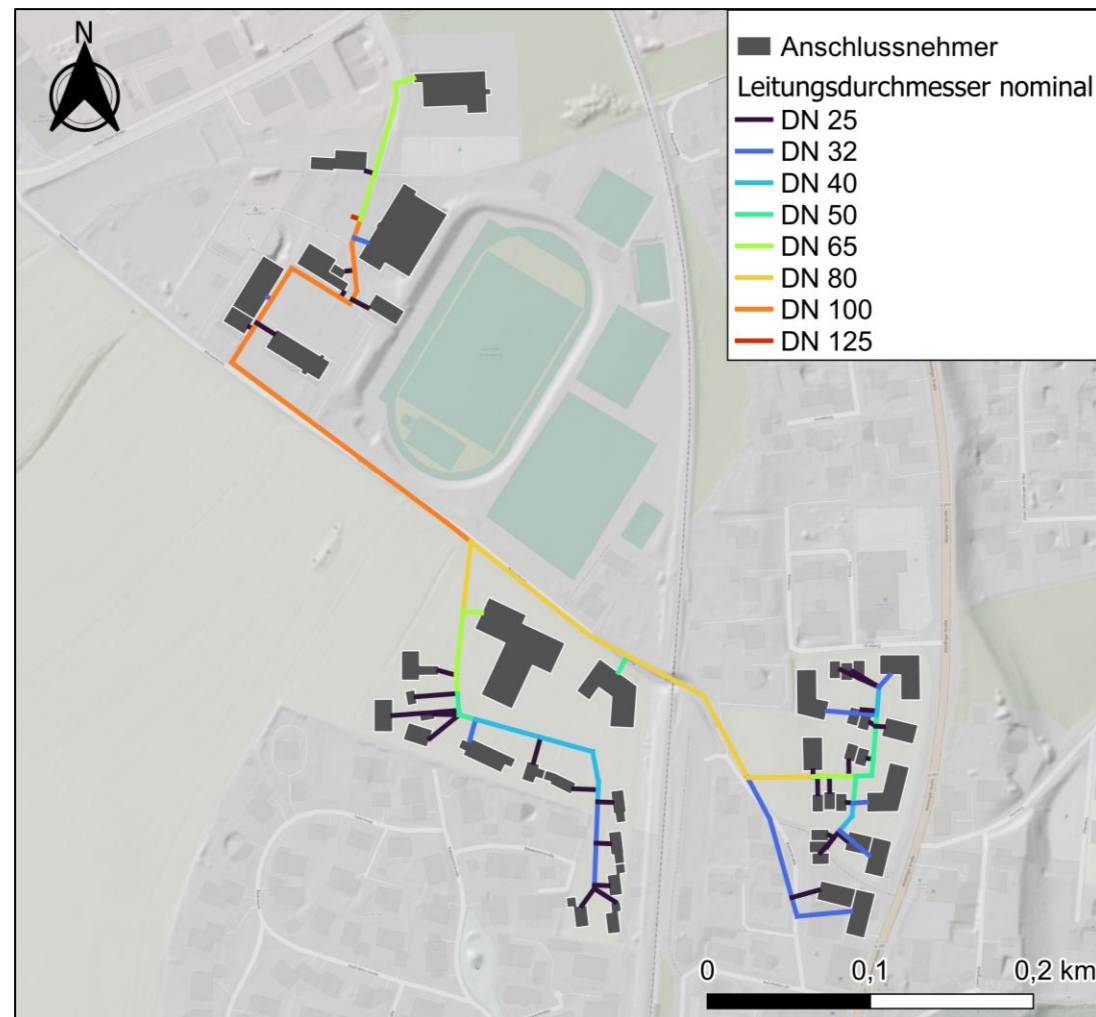 N
Anschlussnehmer
Leitungsdurchmesser nominal
DN 25
DN 32
DN 40
DN 50
DN 65
DN 80
DN 100
DN 125
0
0,1
0,2 km